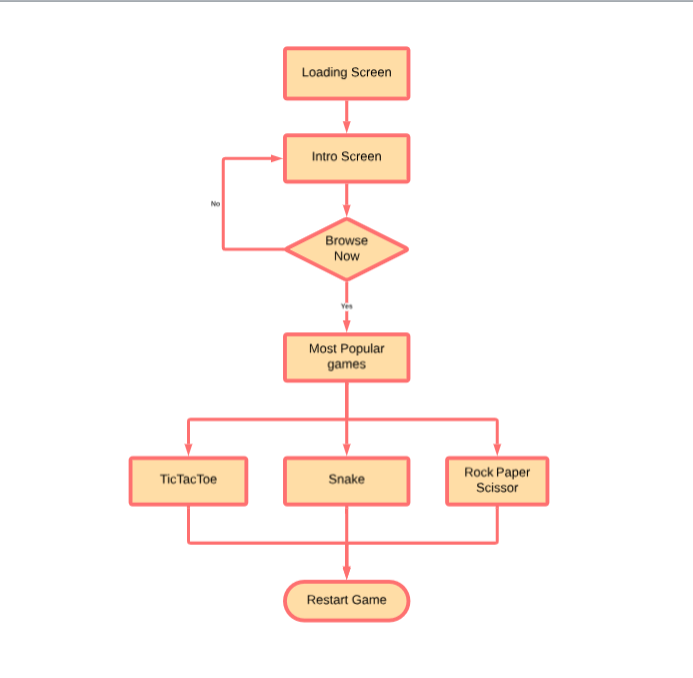 Loading Screen
Intro Screen
No
Browse
Now
Yes
Most Popular
games
TicTacToe
Snake
Rock Paper
Scissor
Restart Game